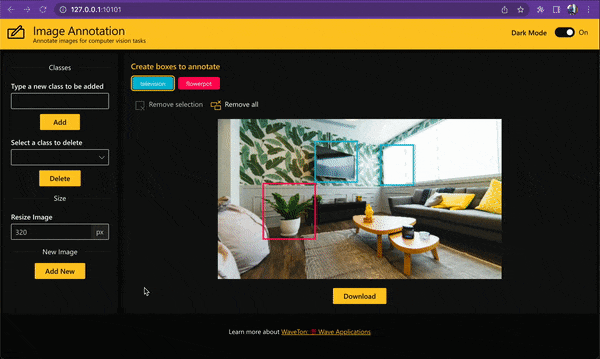 127.0.0.1:10101
Image Annotation
Annotate images for computer vision tasks
Dark Mode
On
Classes
Type a new class to be added
Add
Select a class to delete
Delete
Size
Resize Image
320 px
New Image
Add New
Create boxes to annotate
television flowerpot
Remove selection Remove all
Download
Learn more about WaveTon: 💯 Wave Applications